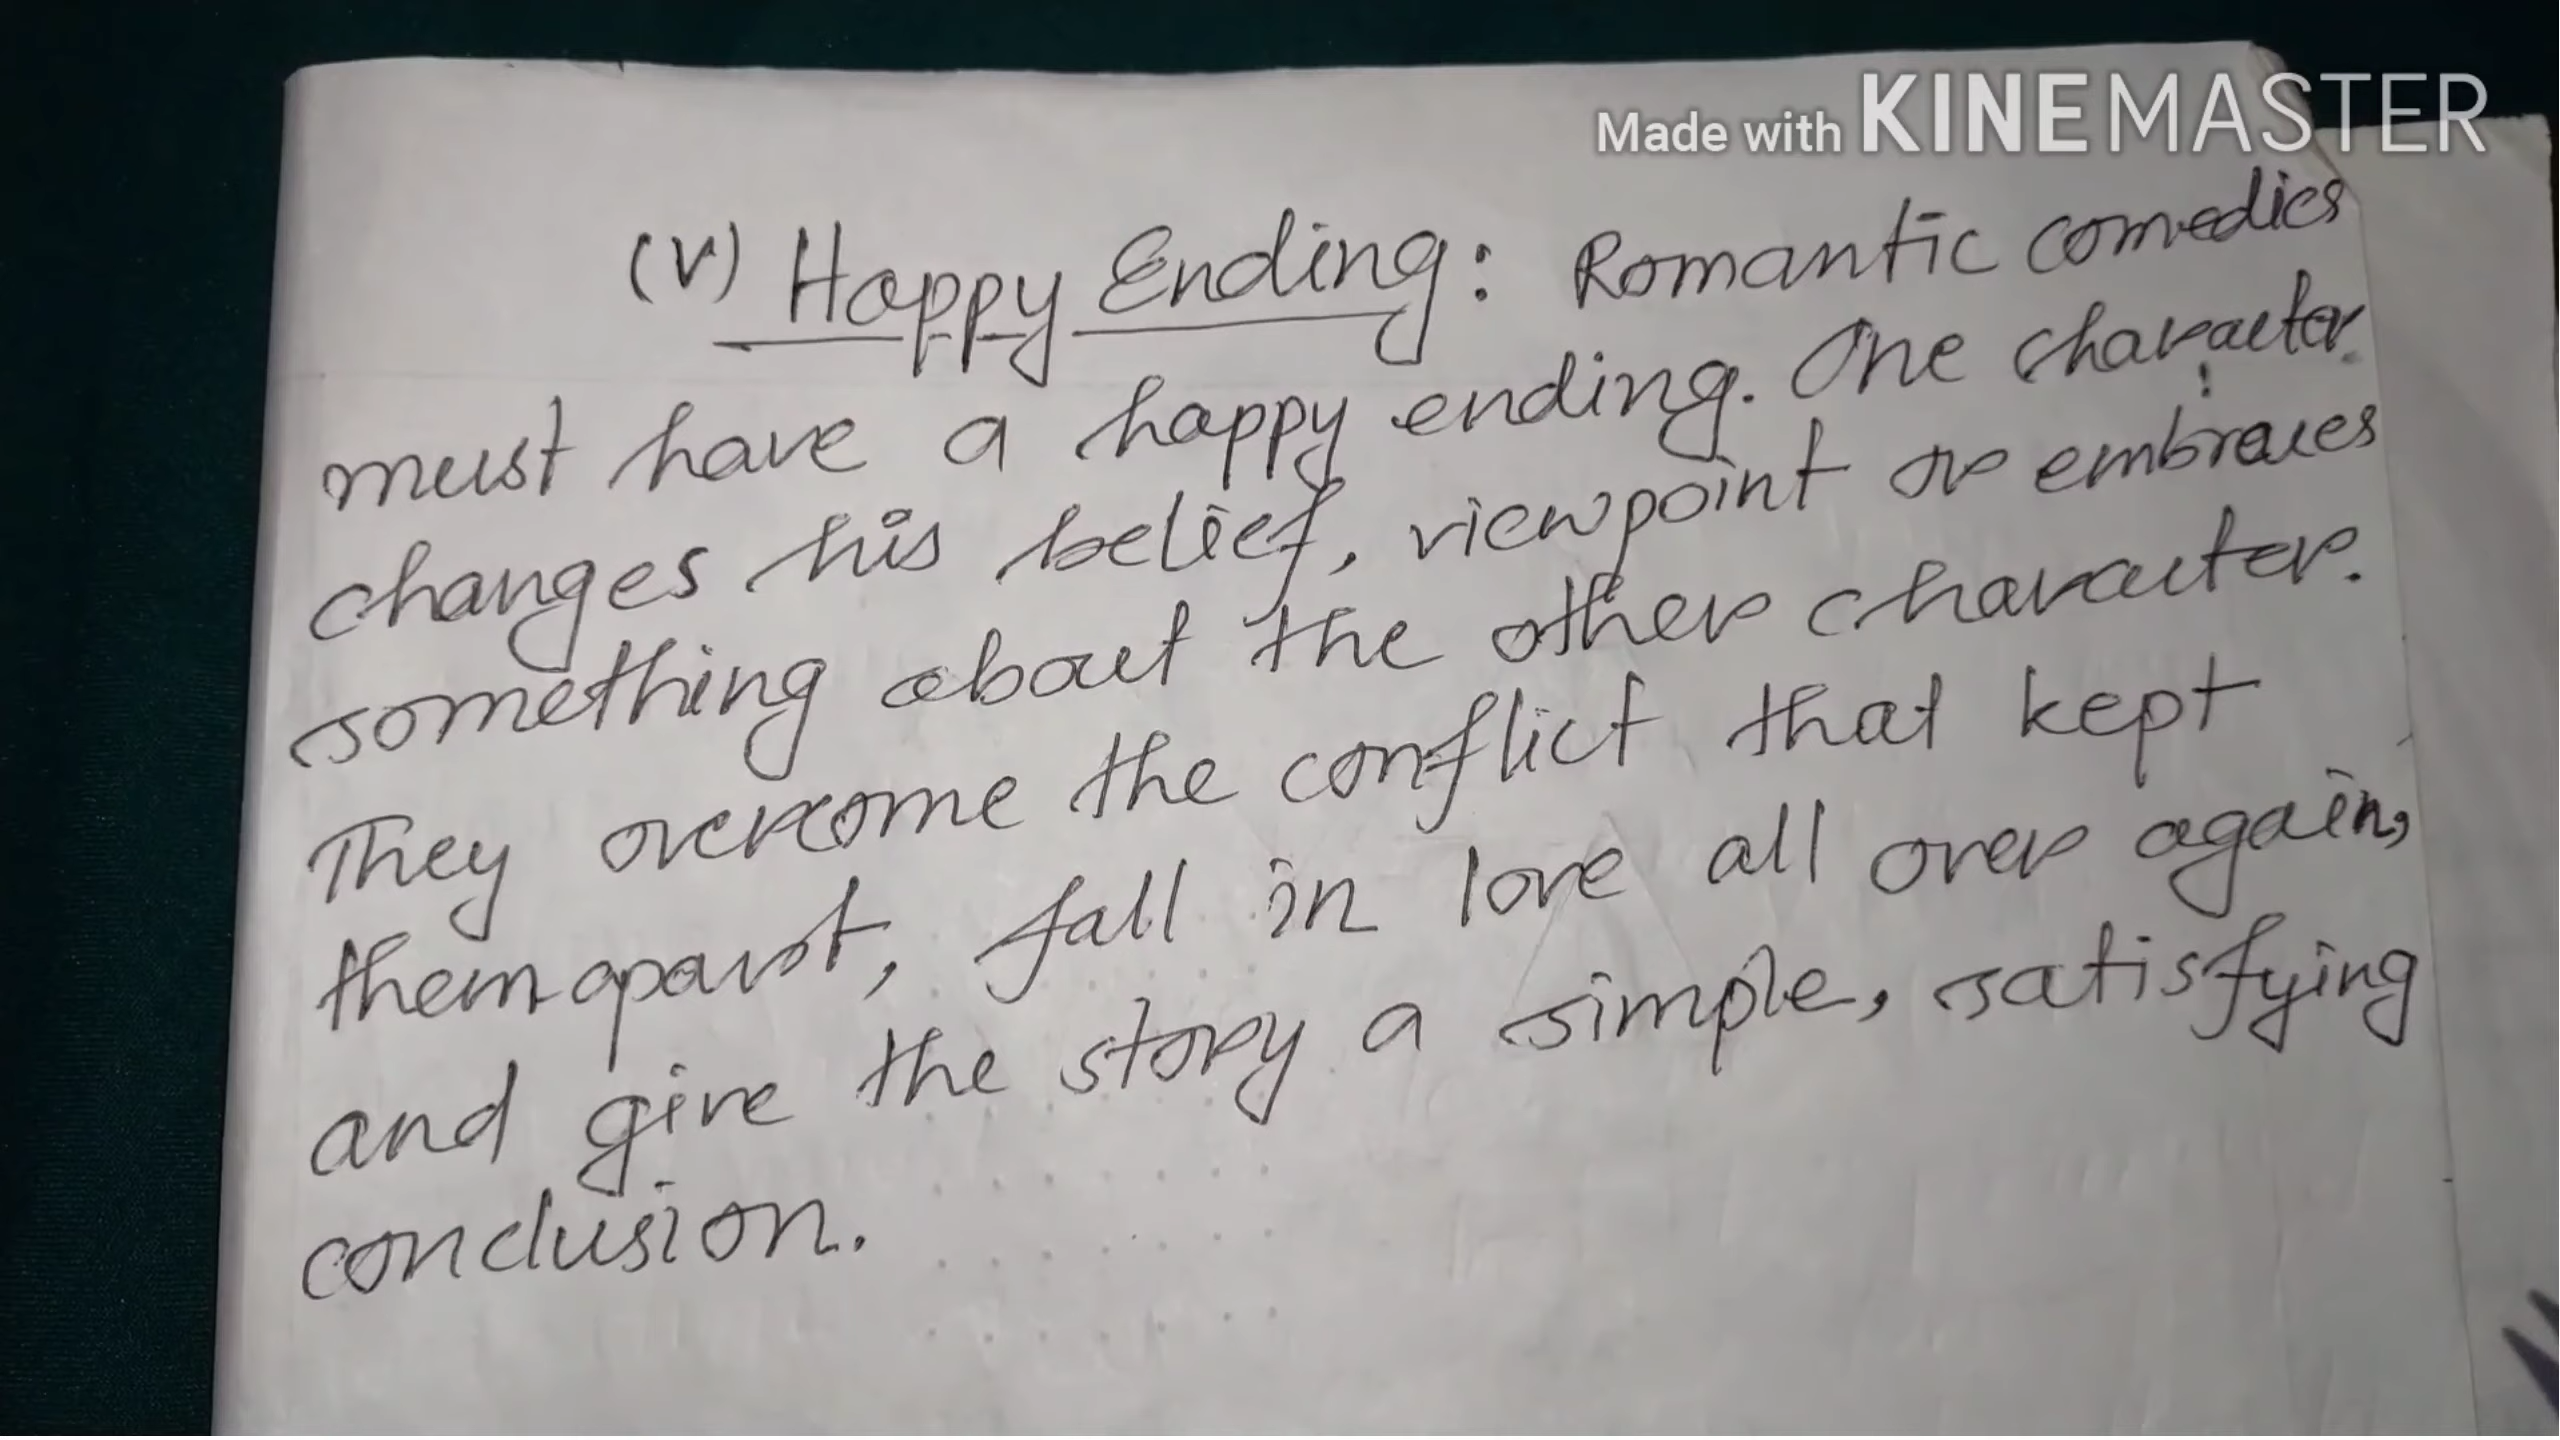 Made with KINEMASTER
(V) Happy Ending: Romantic comedies
must have a happy ending. One character
changes his belief, viewpoint or embraces
something about the other character.
They overcome the conflict that kept
them apart, fall in love all over again,
and give the story a simple, satisfying
conclusion.